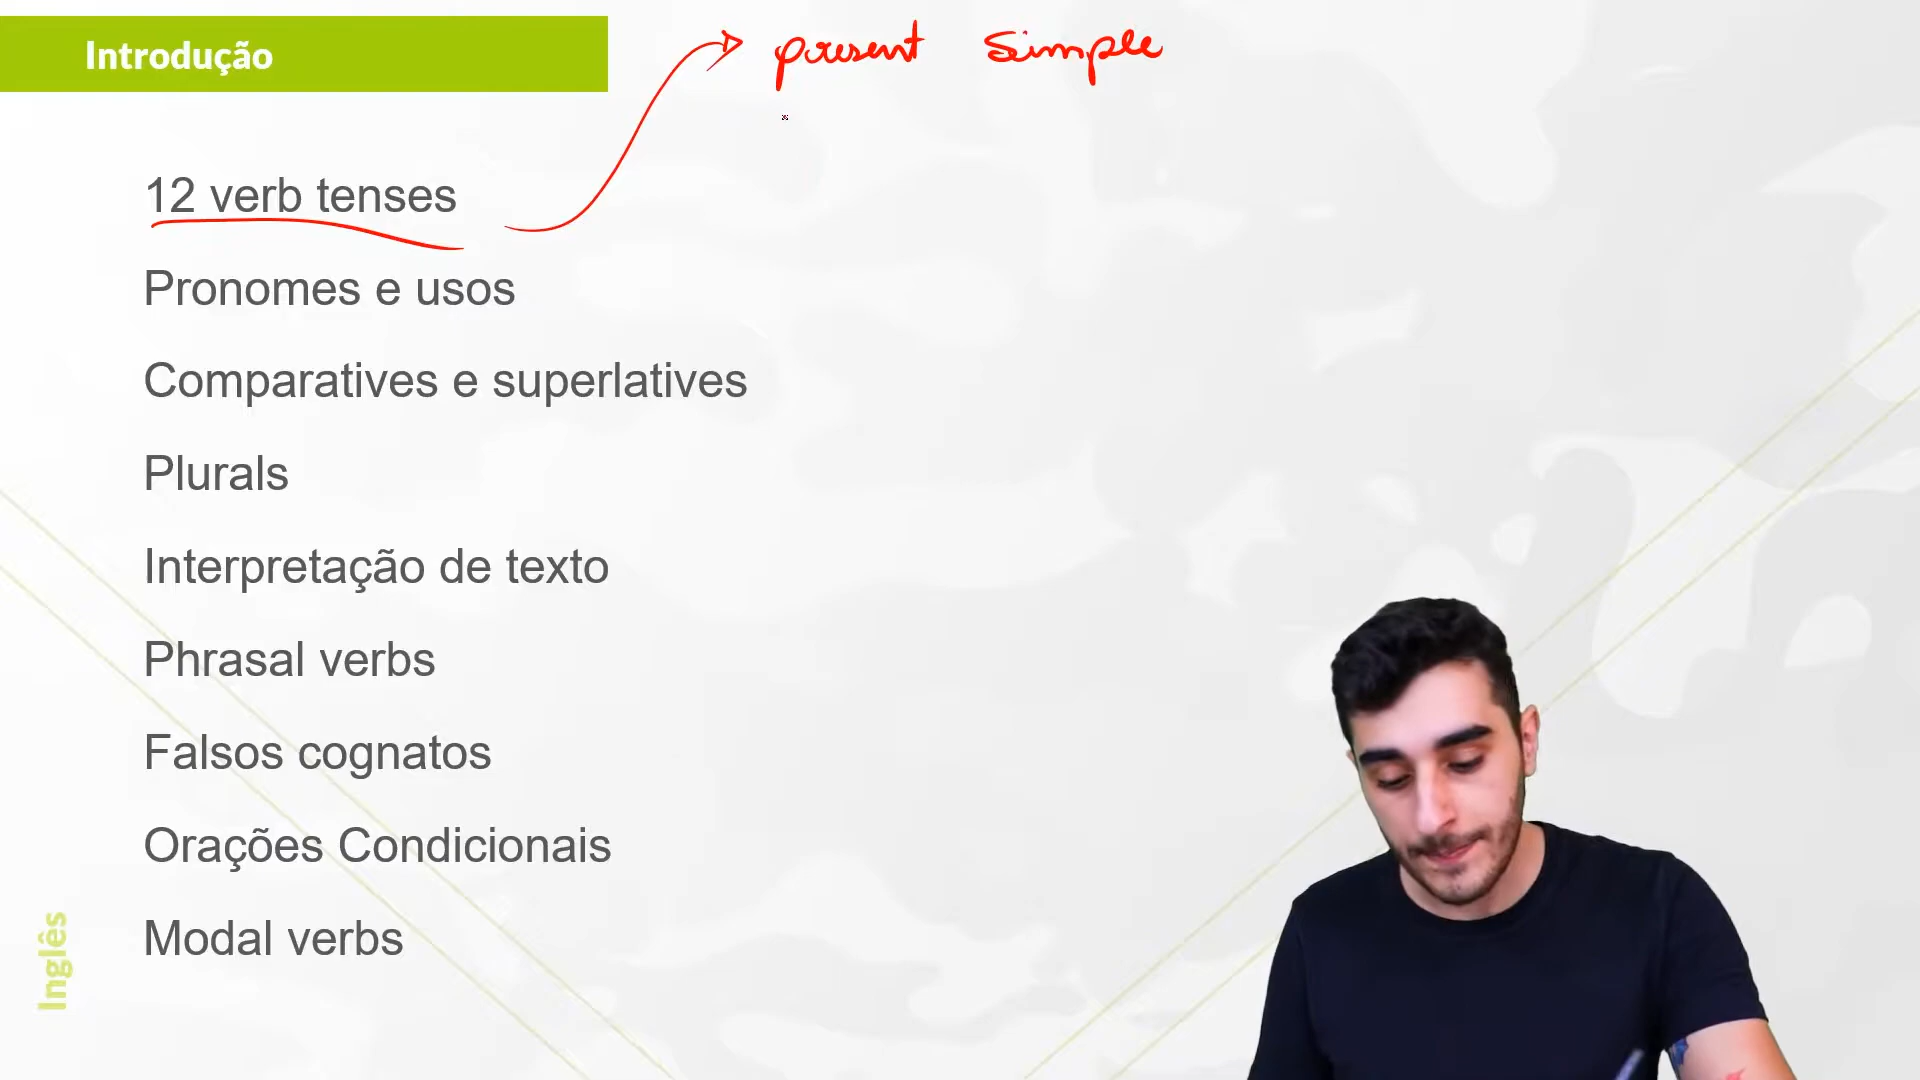 Introdução
present simple
12 verb tenses
Pronomes e usos
Comparatives e superlatives
Plurals
Interpretação de texto
Phrasal verbs
Falsos cognatos
Orações Condicionais
Modal verbs
Inglês